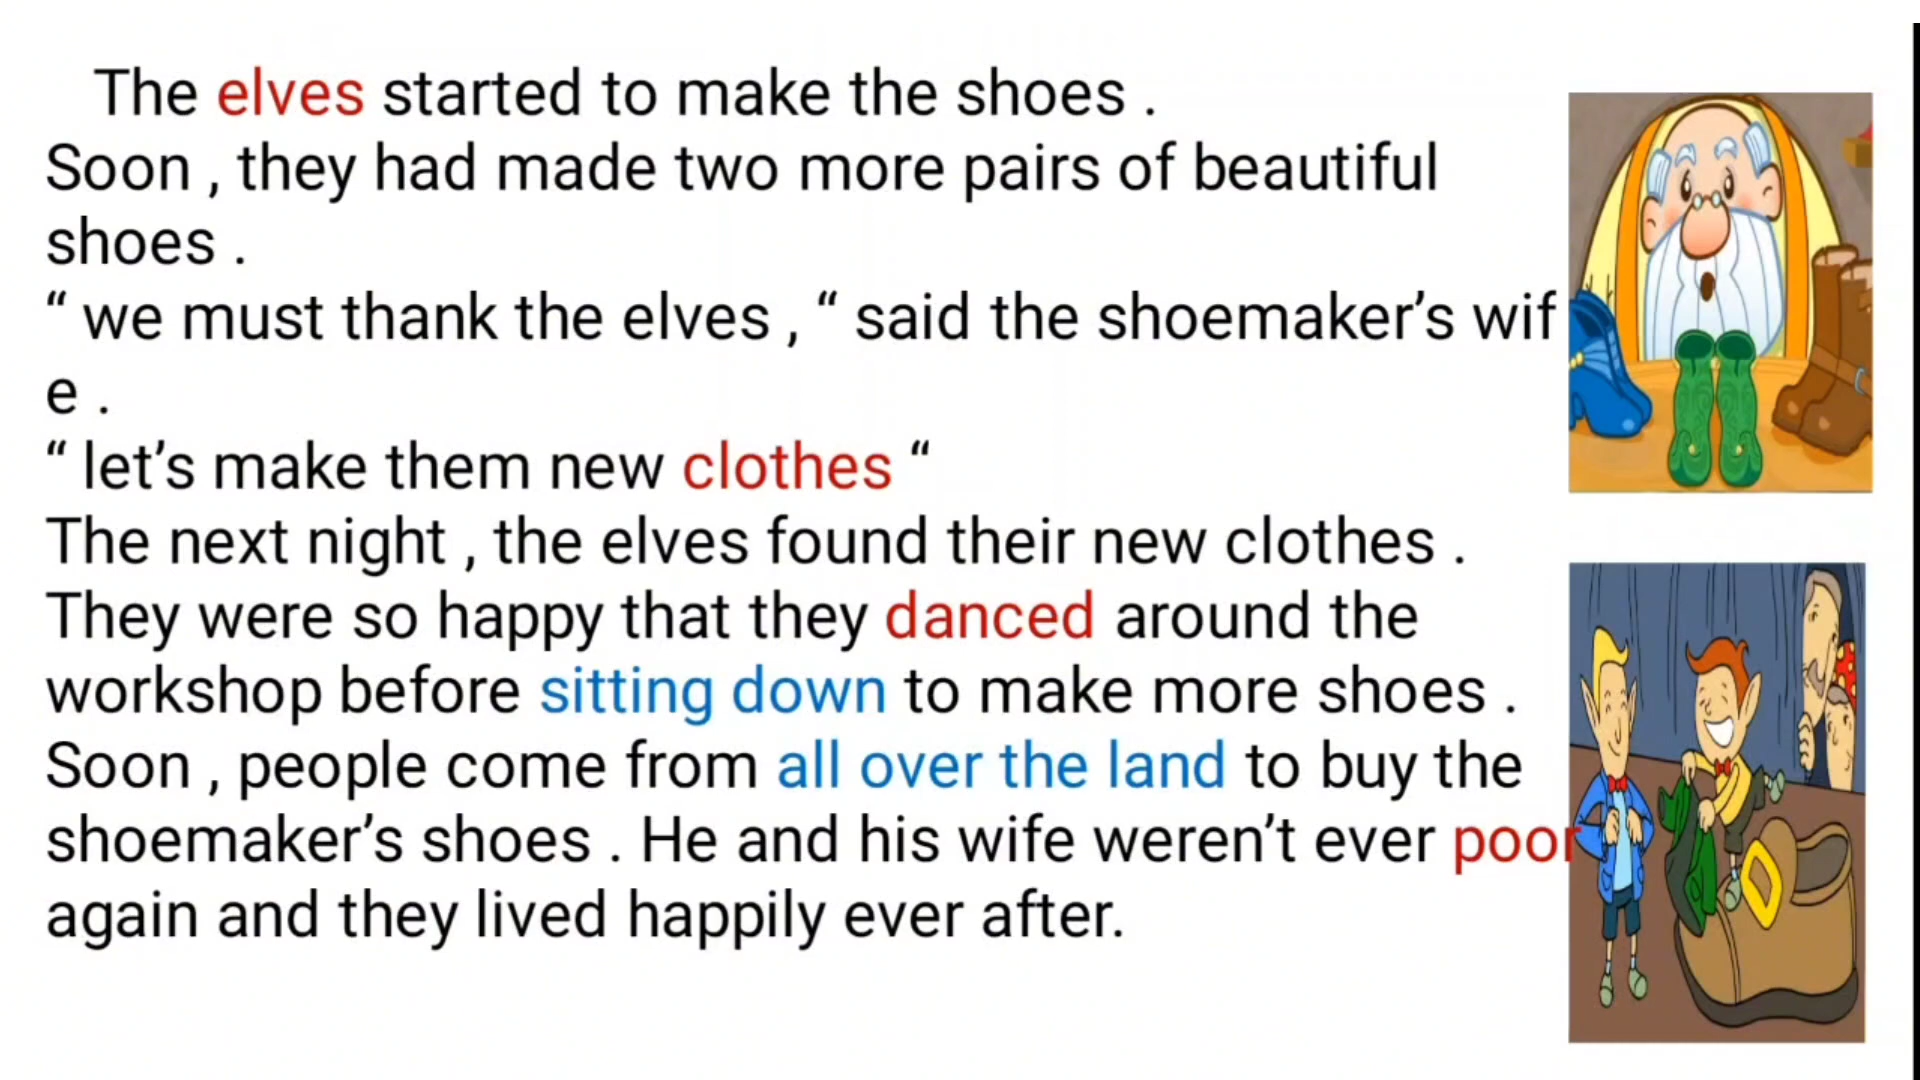 The elves started to make the shoes .
Soon , they had made two more pairs of beautiful
shoes .
“ we must thank the elves , “ said the shoemaker’s wif
e .
“ let’s make them new clothes “
The next night , the elves found their new clothes .
They were so happy that they danced around the
workshop before sitting down to make more shoes .
Soon , people come from all over the land to buy the
shoemaker’s shoes . He and his wife weren’t ever poor
again and they lived happily ever after.